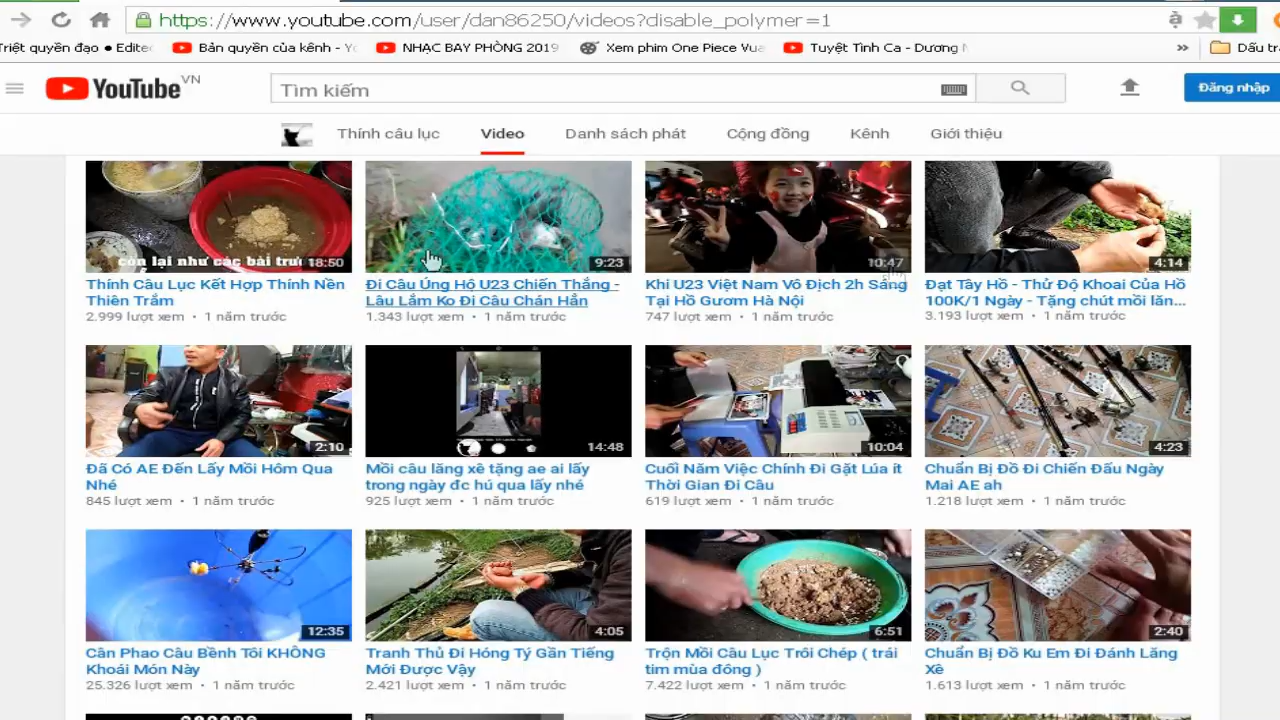 https://www.youtube.com/user/dan86250/videos?disable_polymer=1
Triệt quyền đạo ● Edited
Bản quyền của kênh - Yo
NHẠC BAY PHÒNG 2019
Xem phim One Piece Vua
Tuyệt Tình Ca - Dương
»
Dấu tr
YouTube VN
Tìm kiếm
Đăng nhập
Thính câu lục
Video
Danh sách phát
Cộng đồng
Kênh
Giới thiệu
còn lại như các bài trư
18:50
9:23
10:47
4:14
Thính Câu Lục Kết Hợp Thính Nền
Thiên Trắm
2.999 lượt xem • 1 năm trước
Đi Câu Ủng Hộ U23 Chiến Thắng -
Lâu Lắm Ko Đi Câu Chán Hẳn
1.343 lượt xem • 1 năm trước
Khi U23 Việt Nam Vô Địch 2h Sáng
Tại Hồ Gươm Hà Nội
747 lượt xem • 1 năm trước
Đạt Tây Hồ - Thử Độ Khoai Của Hồ
100K/1 Ngày - Tặng chút mồi lăn...
3.193 lượt xem • 1 năm trước
2:10
14:48
10:04
4:23
Đã Có AE Đến Lấy Mồi Hôm Qua
Nhé
845 lượt xem • 1 năm trước
Mồi câu lăng xê tặng ae ai lấy
trong ngày đc hú qua lấy nhé
925 lượt xem • 1 năm trước
Cuối Năm Việc Chính Đi Gặt Lúa ít
Thời Gian Đi Câu
619 lượt xem • 1 năm trước
Chuẩn Bị Đồ Đi Chiến Đấu Ngày
Mai AE ah
1.218 lượt xem • 1 năm trước
12:35
4:05
6:51
2:40
Cân Phao Câu Bềnh Tôi KHÔNG
Khoái Món Này
25.326 lượt xem • 1 năm trước
Tranh Thủ Đi Hóng Tý Gần Tiếng
Mới Được Vậy
2.421 lượt xem • 1 năm trước
Trộn Mồi Câu Lục Trôi Chép ( trái
tim mùa đông )
7.422 lượt xem • 1 năm trước
Chuẩn Bị Đồ Ku Em Đi Đánh Lăng
Xê
1.613 lượt xem • 1 năm trước